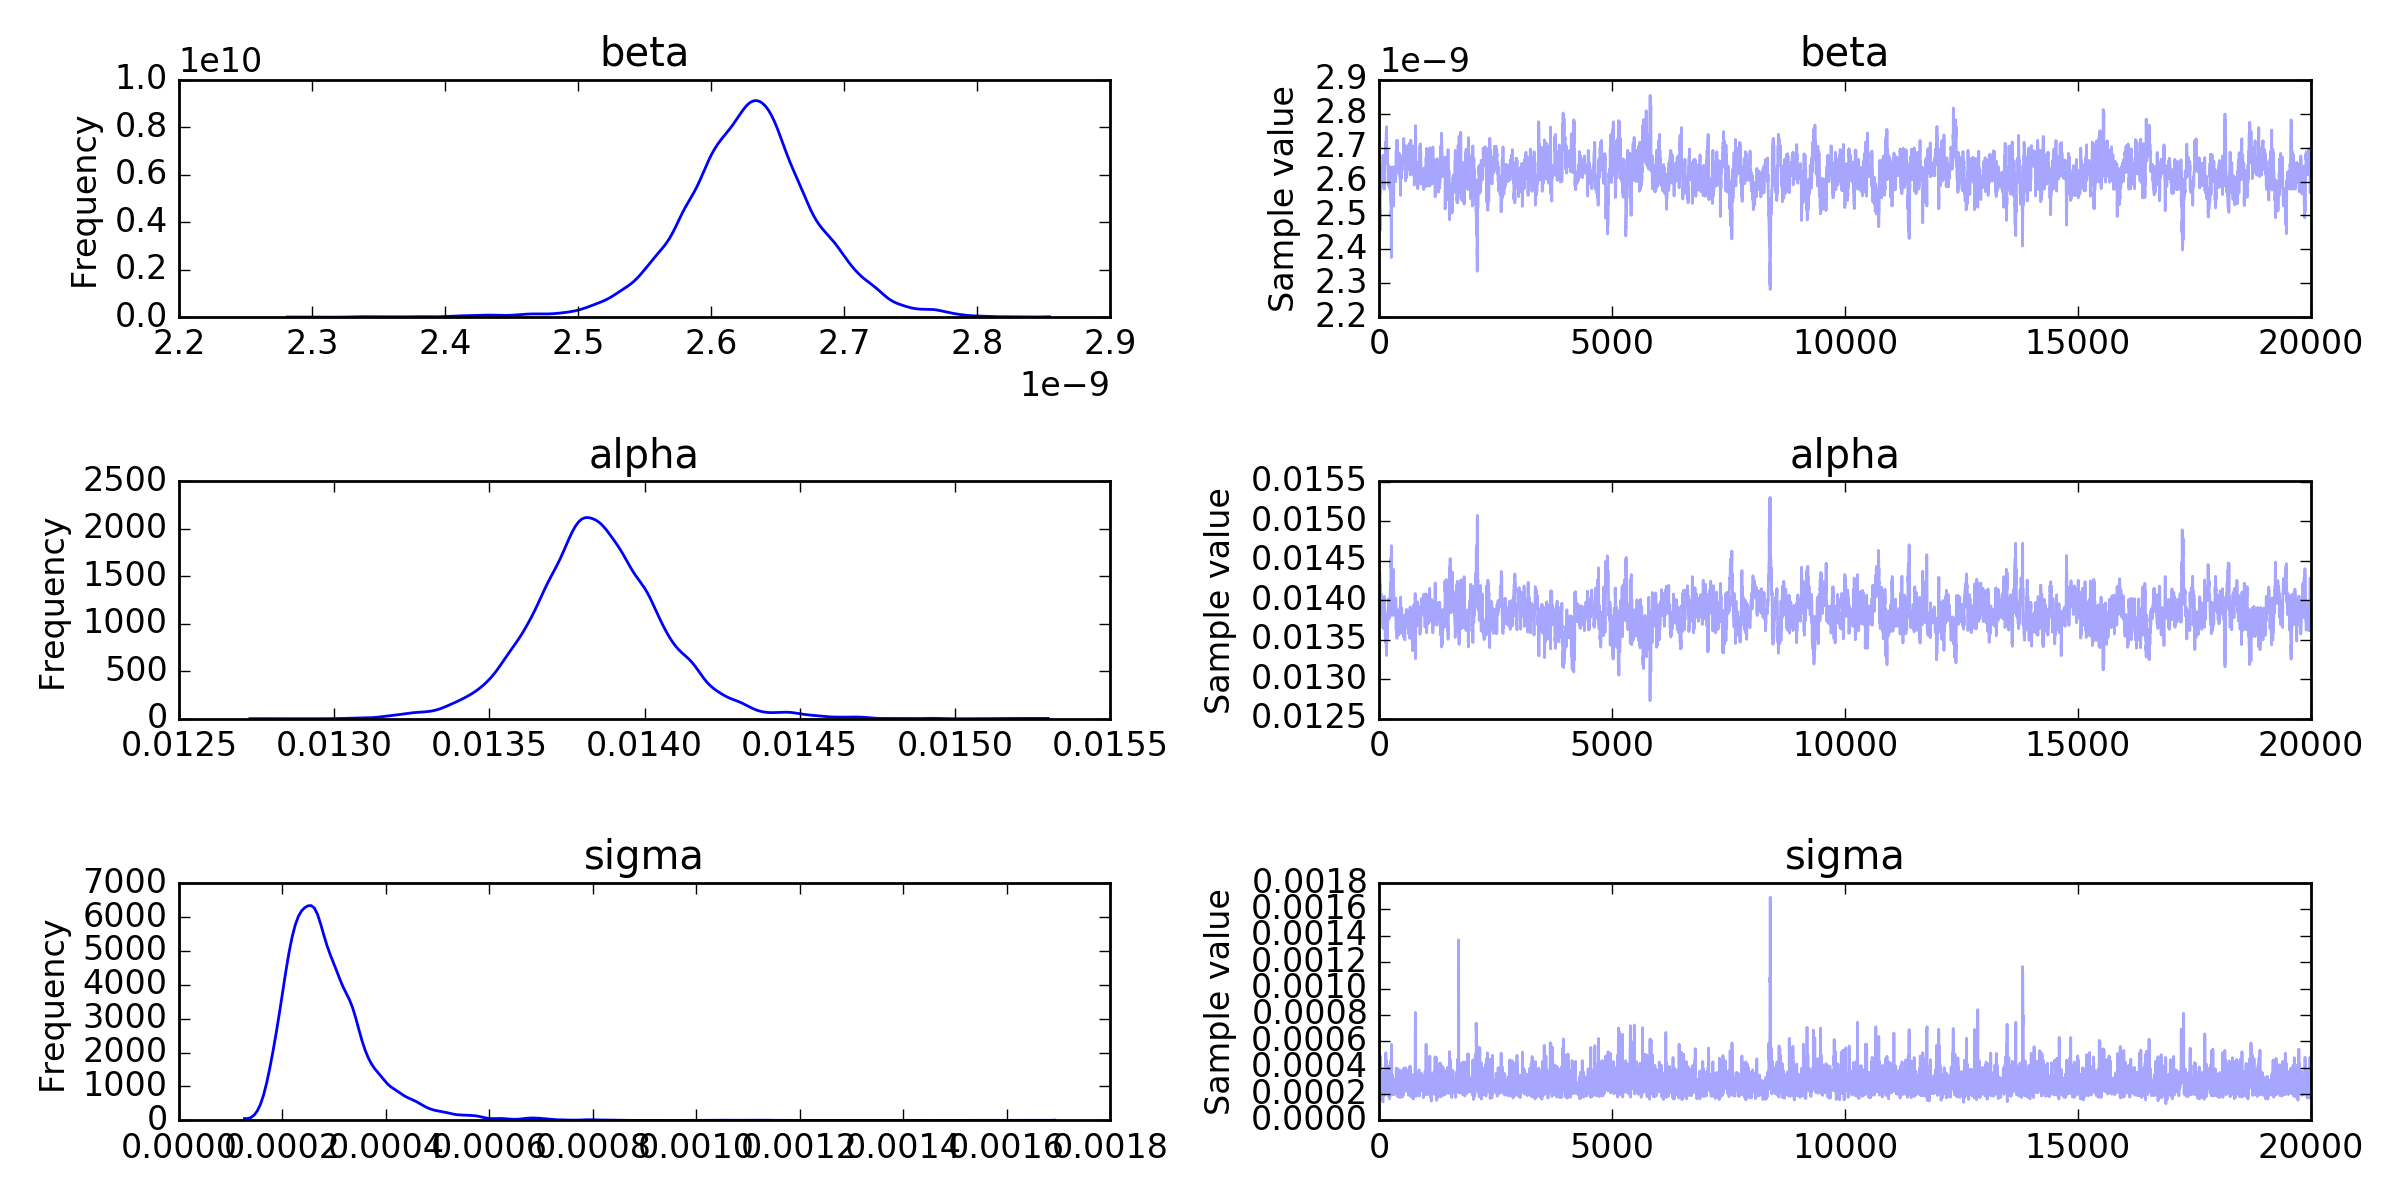 beta
1e10
1.0
0.8
0.6
0.4
0.2
0.0
Frequency
2.2 2.3 2.4 2.5 2.6 2.7 2.8 2.9
1e−9
beta
1e−9
2.9
2.8
2.7
2.6
2.5
2.4
2.3
2.2
Sample value
0 5000 10000 15000 20000
alpha
2500
2000
1500
1000
500
0
Frequency
0.0125 0.0130 0.0135 0.0140 0.0145 0.0150 0.0155
alpha
0.0155
0.0150
0.0145
0.0140
0.0135
0.0130
0.0125
Sample value
0 5000 10000 15000 20000
sigma
7000
6000
5000
4000
3000
2000
1000
0
Frequency
0.0000 0.0002 0.0004 0.0006 0.0008 0.0010 0.0012 0.0014 0.0016 0.0018
sigma
0.0018
0.0016
0.0014
0.0012
0.0010
0.0008
0.0006
0.0004
0.0002
0.0000
Sample value
0 5000 10000 15000 20000